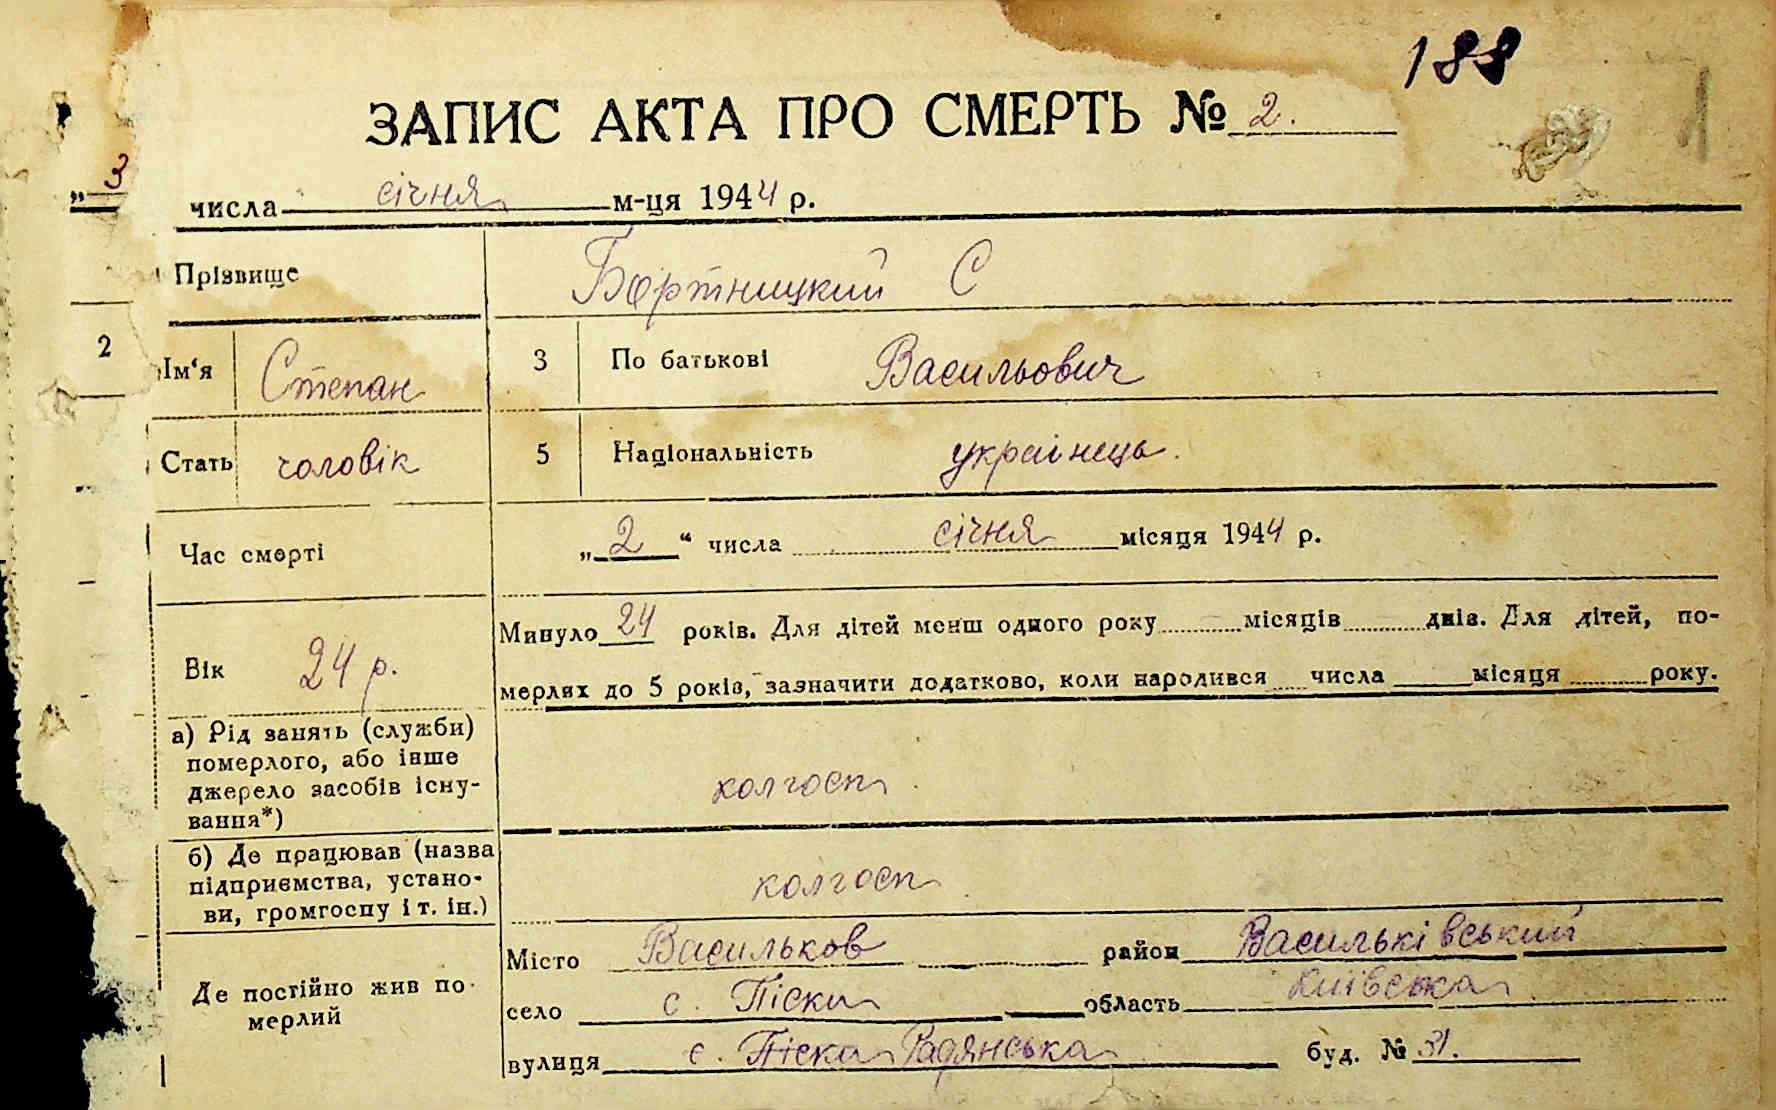 188
1
ЗАПИС АКТА ПРО СМЕРТЬ № 2.
„ 3
числа січня м-ця 1944 р.
Прізвище Бортницкий С
2 Ім'я Степан 3 По батькові Васильович
Стать чоловік 5 Національність украінець.
Час смерті „ 2 “ числа січня місяця 1944 р.
Минуло 24 років. Для дітей менш одного року місяців днів. Для дітей, по-
Вік 24 р.
мерлих до 5 років, зазначити додатково, коли народився числа місяця року.
а) Рід занять (служби)
померлого, або інше
джерело засобів існу-
вання*)
колгосп
б) Де працював (назва
підприємства, устано-
ви, громгоспу і т. ін.)
колгосп
Де постійно жив по-
мерлий
Місто Васильков район Васильківський
село с. Піски область Київська
вулиця с. Піски Радянська буд. № 31.